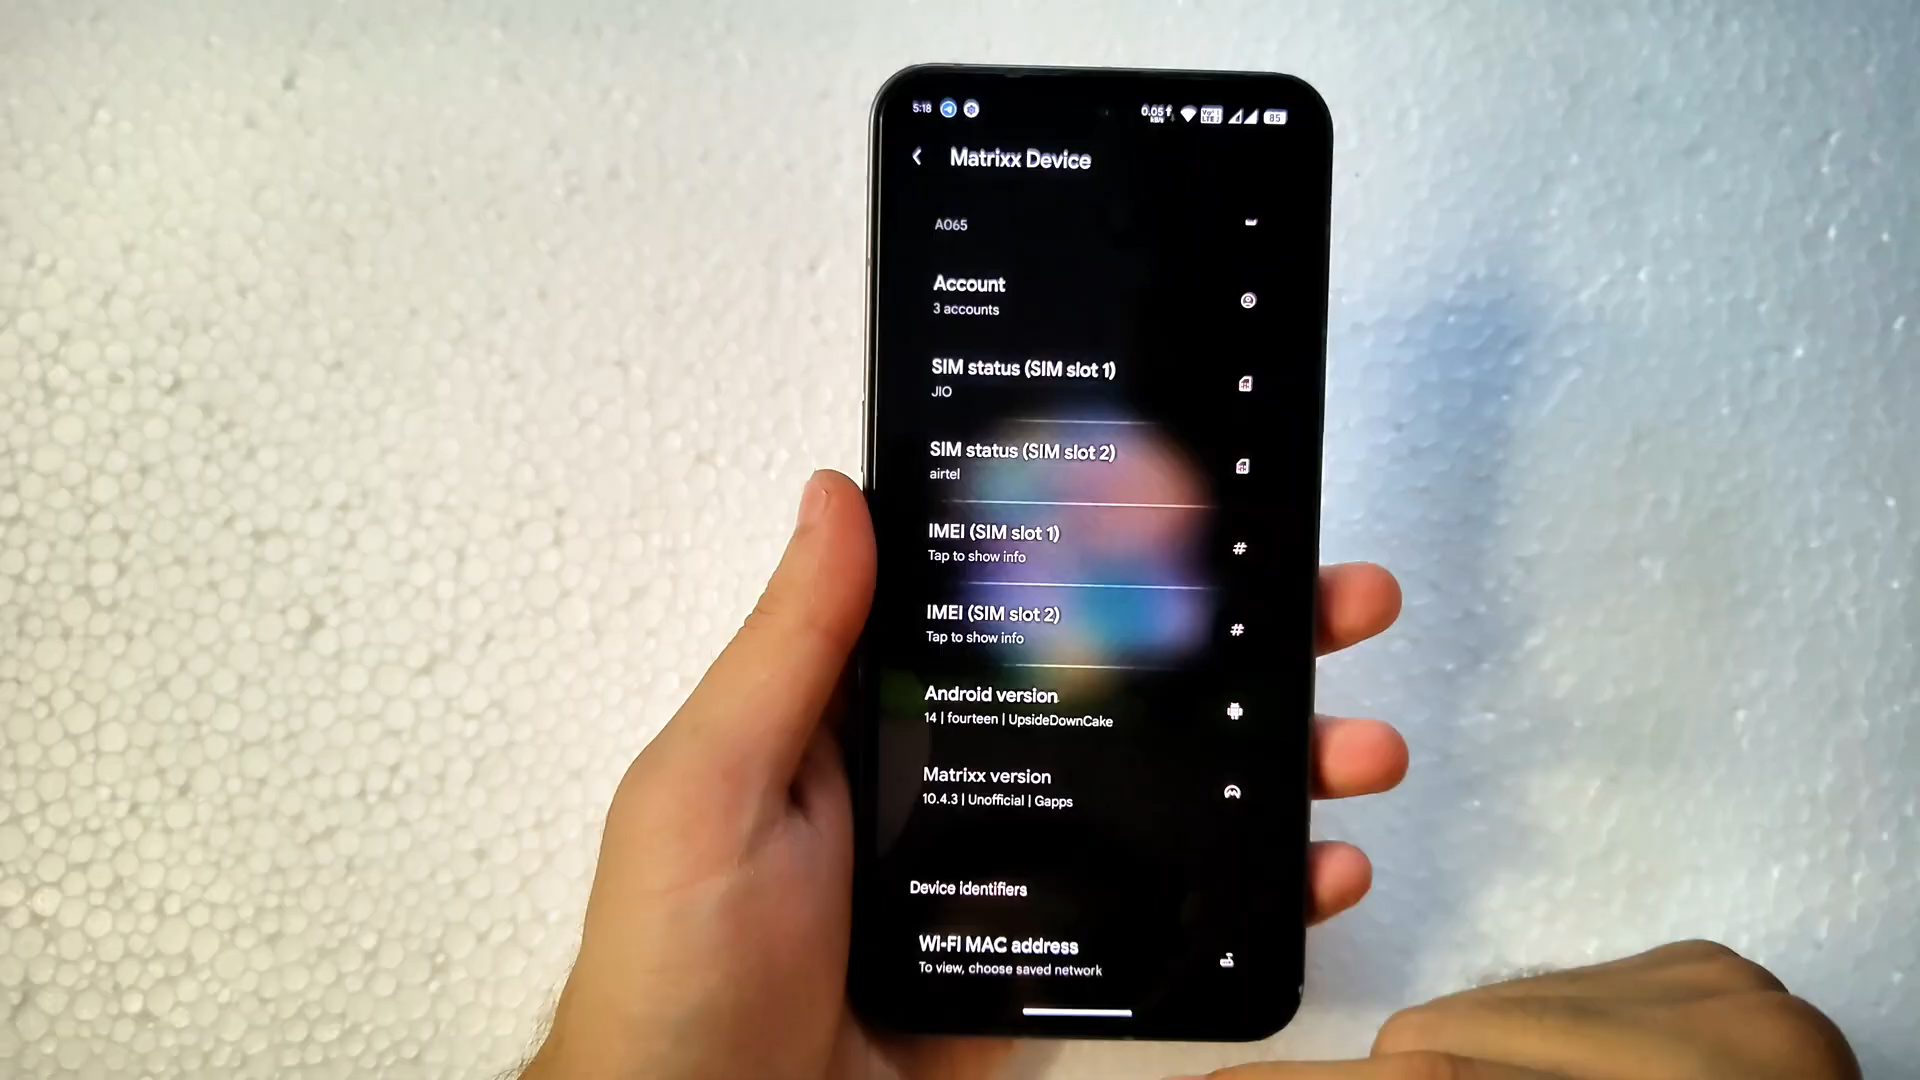 5:18 0.05 85
Matrixx Device
A065
Account
3 accounts
SIM status (SIM slot 1)
JIO
SIM status (SIM slot 2)
airtel
IMEI (SIM slot 1)
Tap to show info
#
IMEI (SIM slot 2)
Tap to show info
#
Android version
14 | fourteen | UpsideDownCake
Matrixx version
10.4.3 | Unofficial | Gapps
Device identifiers
Wi-Fi MAC address
To view, choose saved network